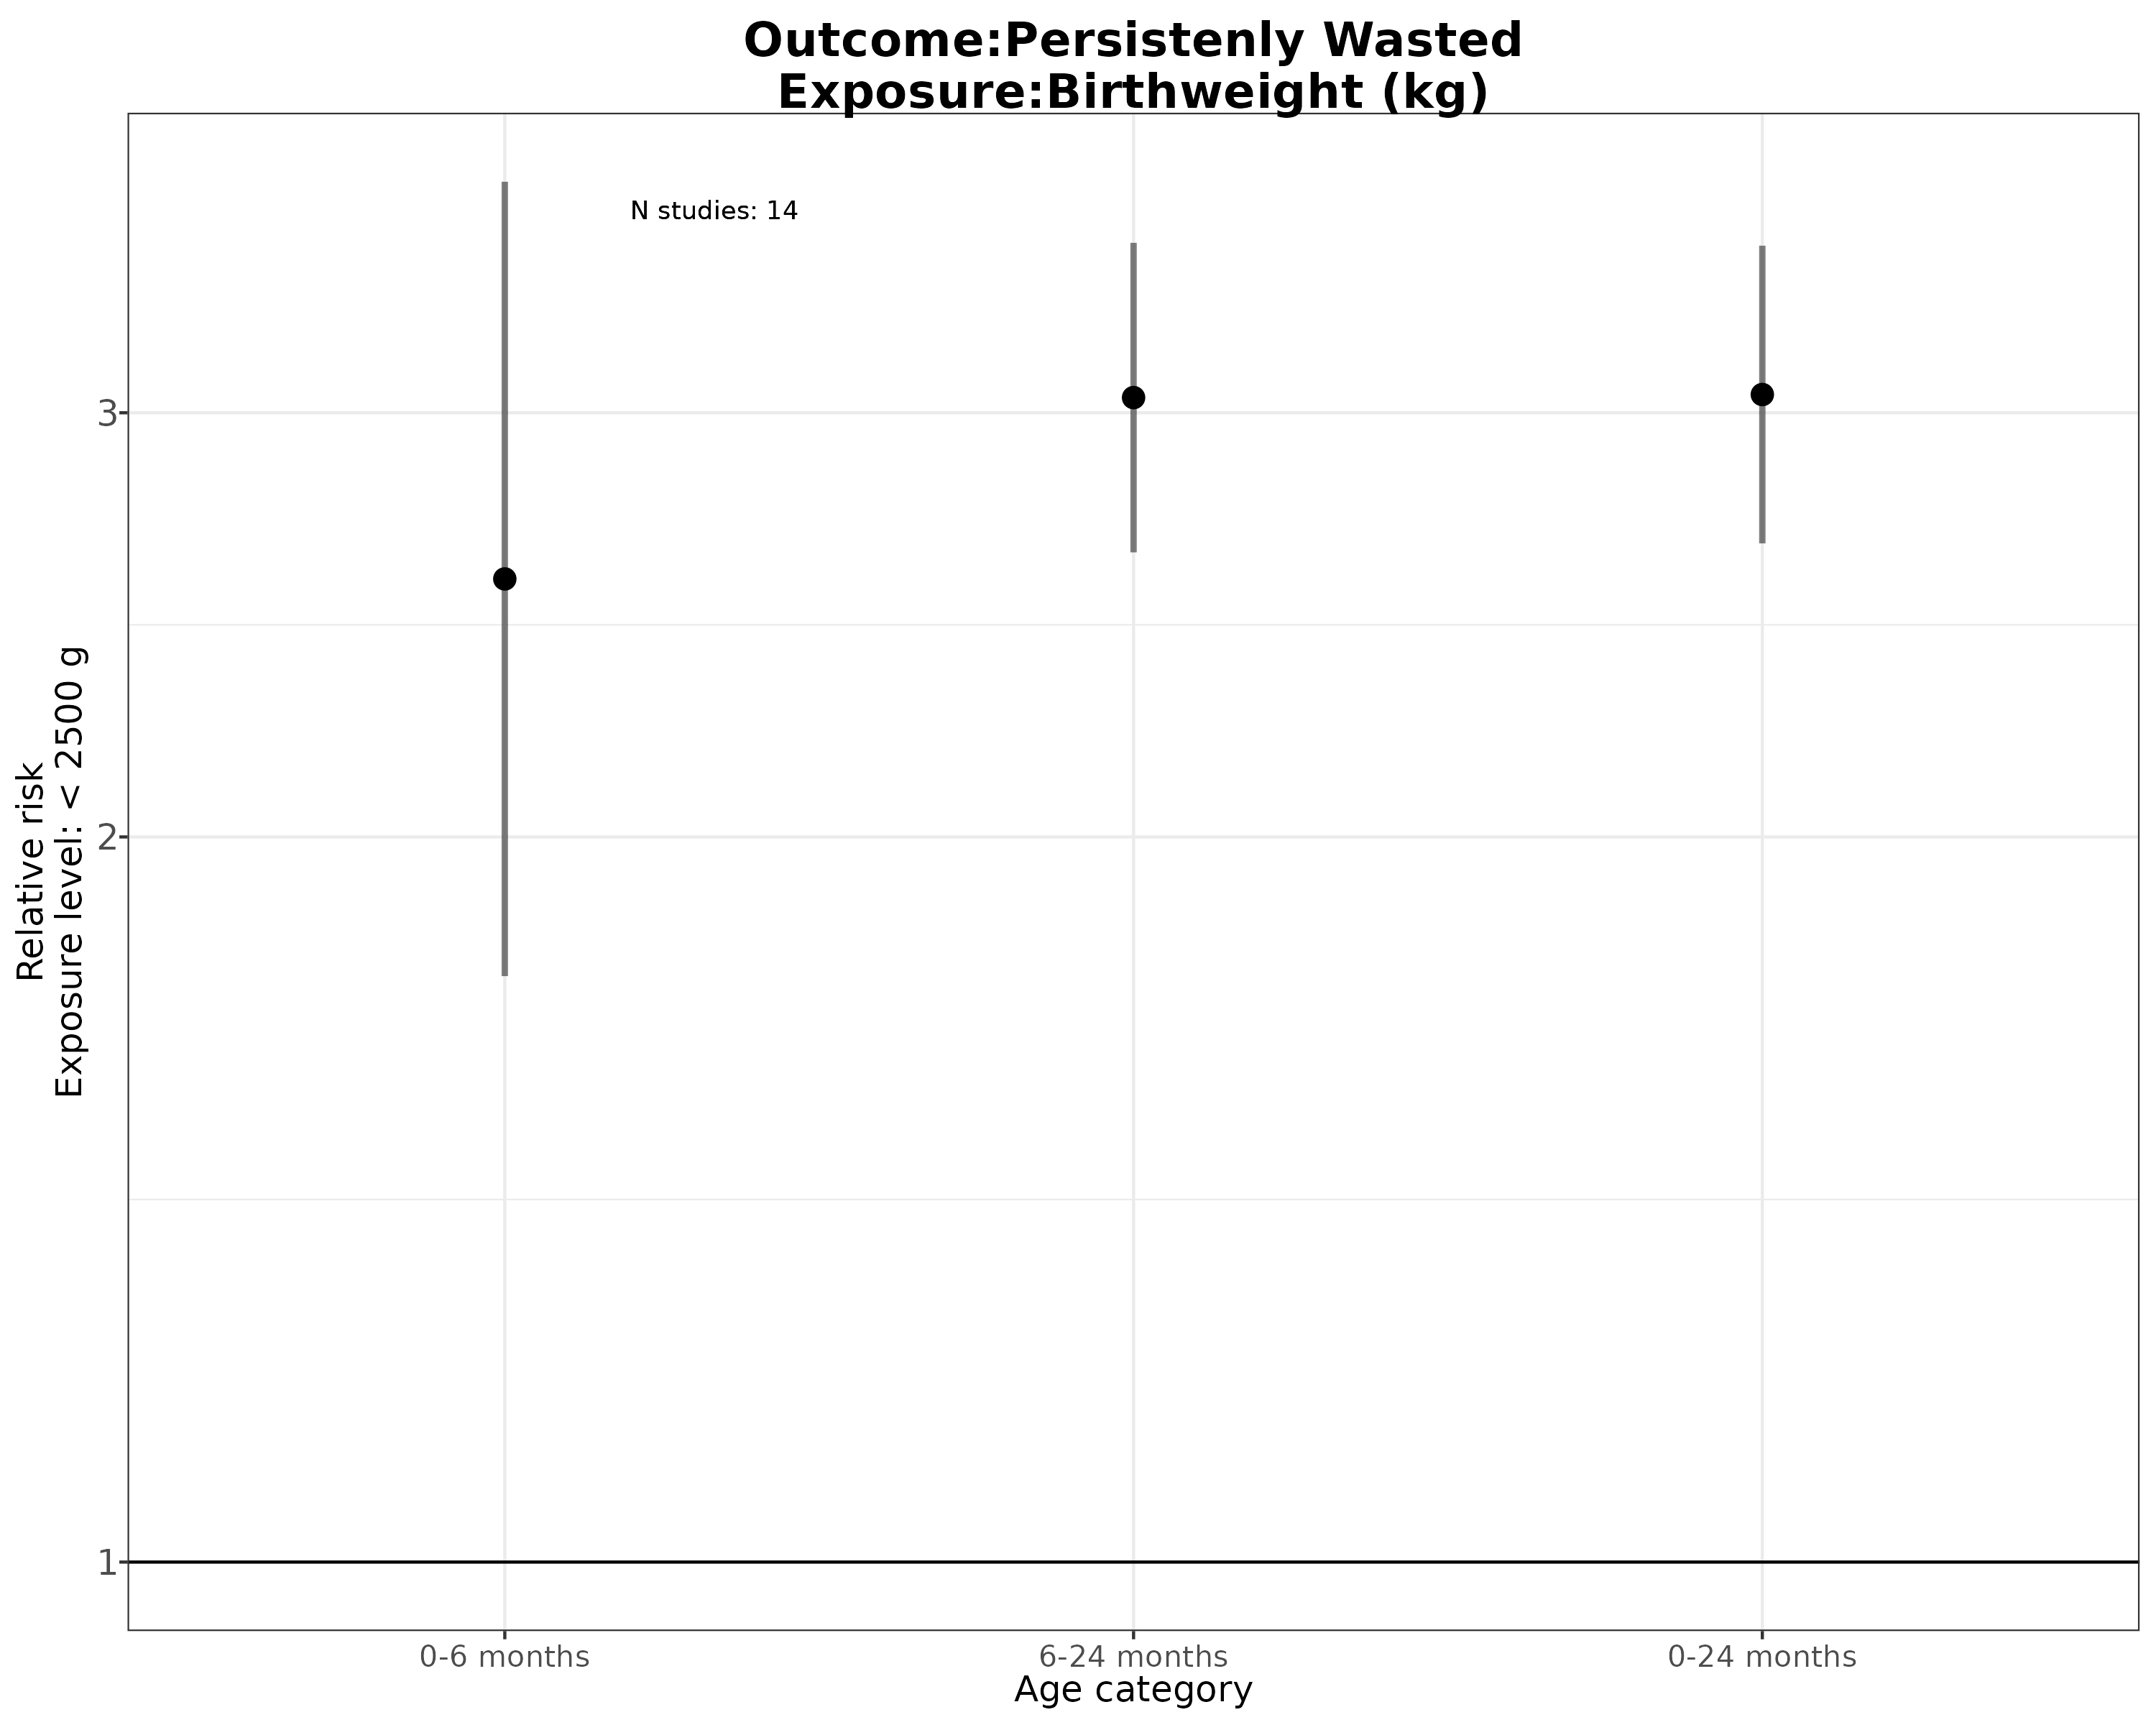 Outcome:Persistenly Wasted
Exposure:Birthweight (kg)
N studies: 14
Relative risk
Exposure level: < 2500 g
3
2
1
0-6 months
6-24 months
0-24 months
Age category